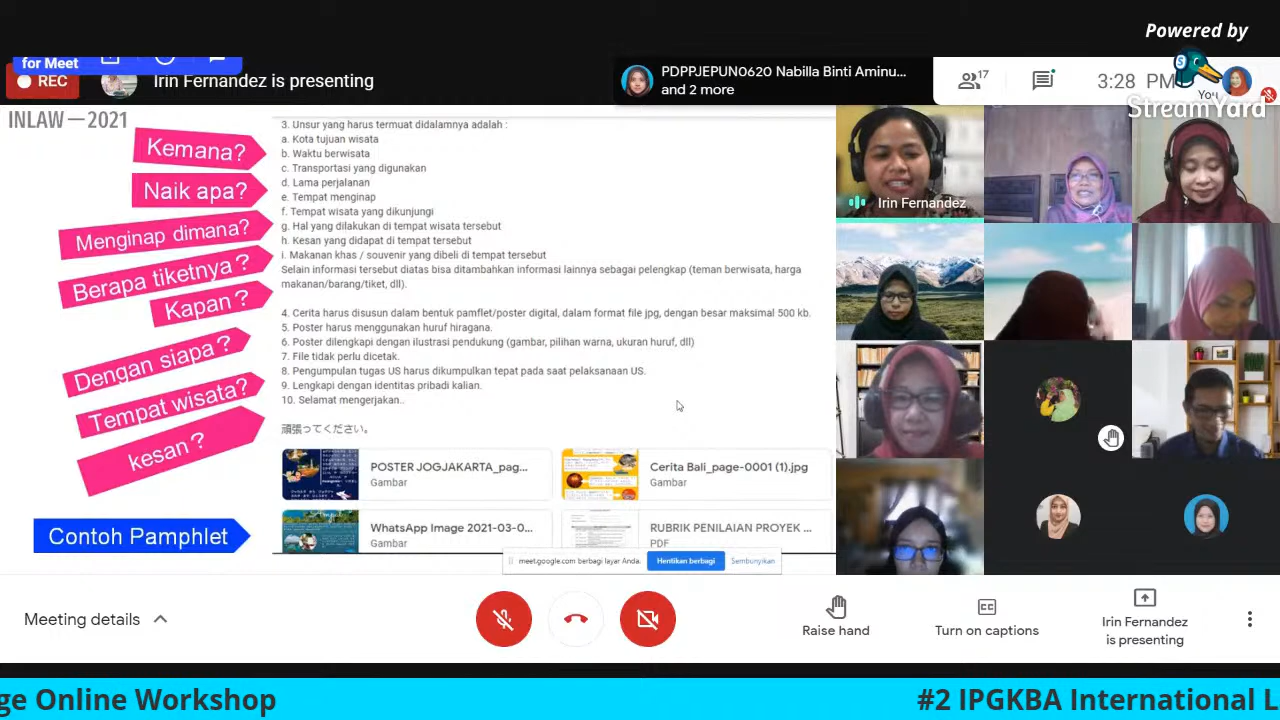 Powered by
StreamYard
for Meet
REC
Irin Fernandez is presenting
PDPPJEPUN0620 Nabilla Binti Aminu...
and 2 more
17
3:28 PM
You
INLAW—2021
Kemana?
Naik apa?
Menginap dimana?
Berapa tiketnya?
Kapan?
Dengan siapa?
Tempat wisata?
kesan?
Contoh Pamphlet
3. Unsur yang harus termuat didalamnya adalah :
a. Kota tujuan wisata
b. Waktu berwisata
c. Transportasi yang digunakan
d. Lama perjalanan
e. Tempat menginap
f. Tempat wisata yang dikunjungi
g. Hal yang dilakukan di tempat wisata tersebut
h. Kesan yang didapat di tempat tersebut
i. Makanan khas / souvenir yang dibeli di tempat tersebut
Selain informasi tersebut diatas bisa ditambahkan informasi lainnya sebagai pelengkap (teman berwisata, harga
makanan/barang/tiket, dll).
4. Cerita harus disusun dalam bentuk pamflet/poster digital, dalam format file jpg, dengan besar maksimal 500 kb.
5. Poster harus menggunakan huruf hiragana.
6. Poster dilengkapi dengan ilustrasi pendukung (gambar, pilihan warna, ukuran huruf, dll)
7. File tidak perlu dicetak.
8. Pengumpulan tugas US harus dikumpulkan tepat pada saat pelaksanaan US.
9. Lengkapi dengan identitas pribadi kalian.
10. Selamat mengerjakan..
頑張ってください。
POSTER JOGJAKARTA_pag...
Gambar
Cerita Bali_page-0001 (1).jpg
Gambar
WhatsApp Image 2021-03-0...
Gambar
RUBRIK PENILAIAN PROYEK ...
PDF
meet.google.com berbagi layar Anda.
Hentikan berbagi
Sembunyikan
Irin Fernandez
Meeting details
Raise hand
Turn on captions
Irin Fernandez
is presenting
ge Online Workshop
#2 IPGKBA International L